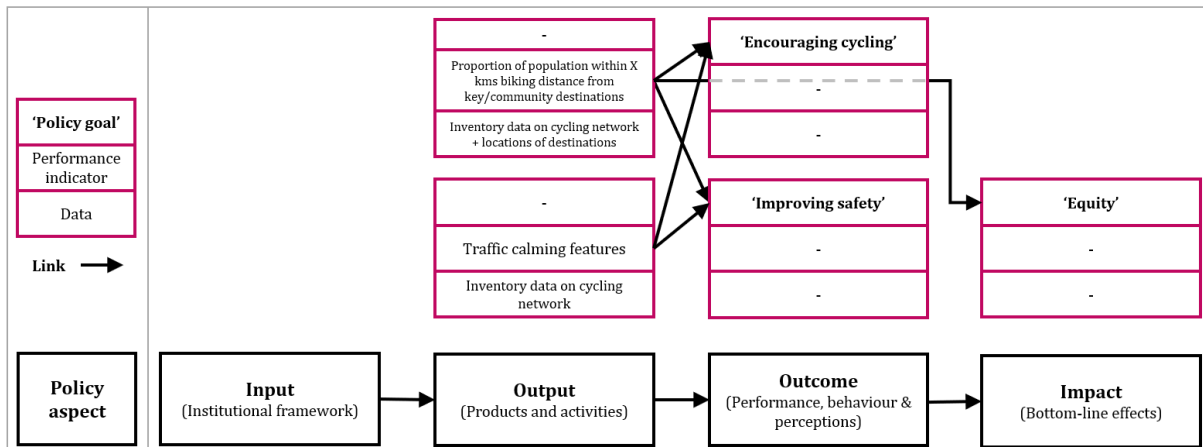 ‘Policy goal’
Performance
indicator
Data
Link
-
Proportion of population within X
kms biking distance from
key/community destinations
Inventory data on cycling network
+ locations of destinations
‘Encouraging cycling’
-
-
-
Traffic calming features
Inventory data on cycling
network
‘Improving safety’
-
-
‘Equity’
-
-
Policy
aspect
Input
(Institutional framework)
Output
(Products and activities)
Outcome
(Performance, behaviour &
perceptions)
Impact
(Bottom-line effects)